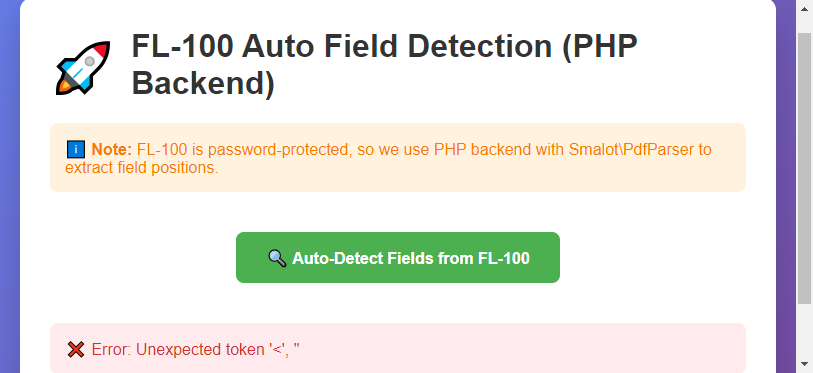 FL-100 Auto Field Detection (PHP
Backend)
ℹ️ Note: FL-100 is password-protected, so we use PHP backend with Smalot\PdfParser to
extract field positions.
🔍 Auto-Detect Fields from FL-100
❌ Error: Unexpected token '<', "